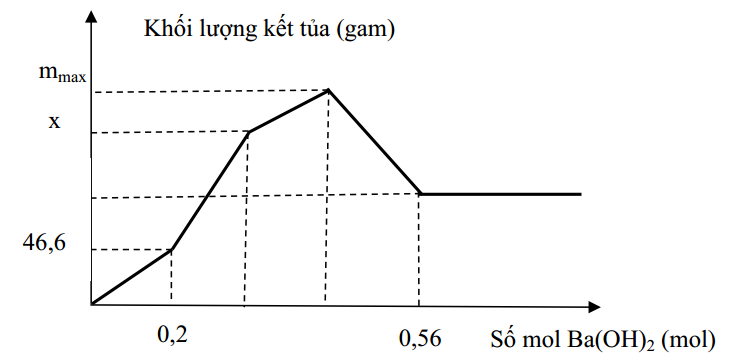 Khối lượng kết tủa (gam)
mmax
x
46,6
0,2
0,56
Số mol Ba(OH)2 (mol)